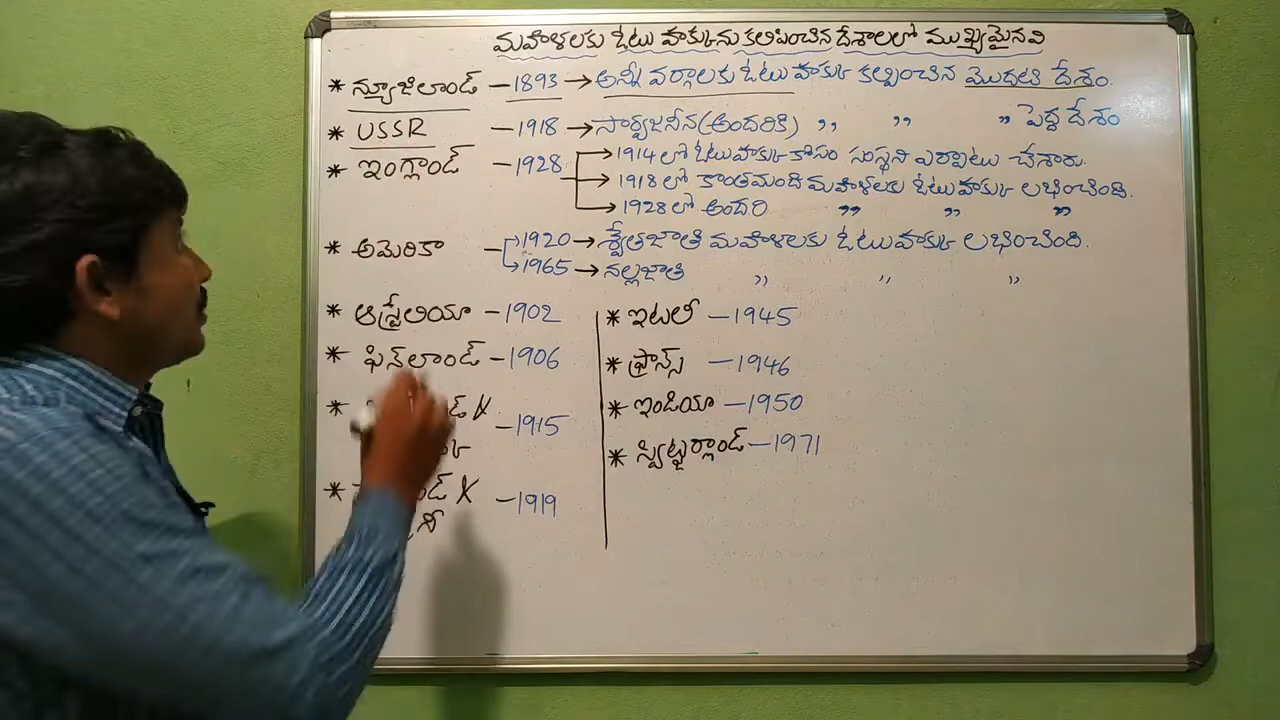 మహిళలకు ఓటు హక్కును కల్పించిన దేశాలలో ముఖ్యమైనవి
* న్యూజిలాండ్ – 1893 → అన్ని వర్గాలకు ఓటు హక్కు కల్పించిన మొదటి దేశం.
* USSR – 1918 → సార్వజనీన(అందరికి) ,, ,, ,, పెద్ద దేశం
* ఇంగ్లాండ్ – 1928 → 1914 లో ఓటుహక్కు కోసం సంస్థని ఏర్పాటు చేశారు.
→ 1918 లో కొంతమంది మహిళలకు ఓటుహక్కు లభించింది.
→ 1928 లో అందరి ,, ,, ,,
* అమెరికా – 1920 → శ్వేతజాతి మహిళలకు ఓటుహక్కు లభించింది.
1965 → నల్లజాతి ,, ,, ,,
* ఆస్ట్రేలియా – 1902
* ఫిన్‌లాండ్ – 1906
* – 1915
* – 1919
* ఇటలీ – 1945
* ఫ్రాన్స్ – 1946
* ఇండియా – 1950
* స్విట్జర్లాండ్ – 1971